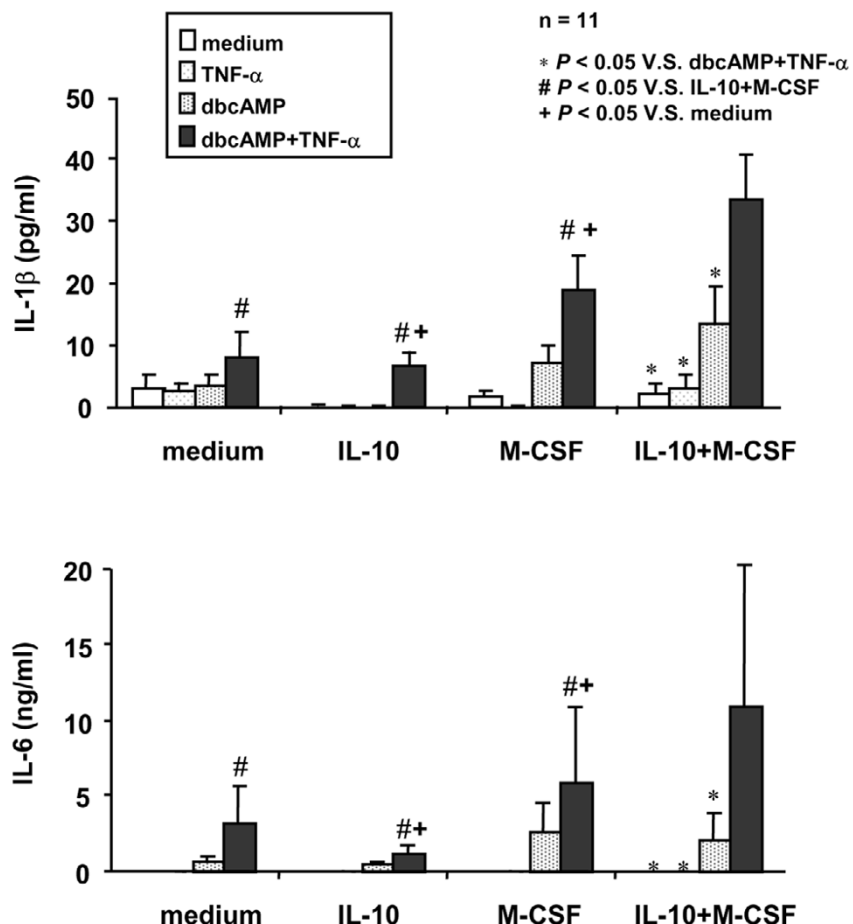 medium
TNF-α
dbcAMP
dbcAMP+TNF-α
n = 11
* P < 0.05 V.S. dbcAMP+TNF-α
# P < 0.05 V.S. IL-10+M-CSF
+ P < 0.05 V.S. medium
IL-1β (pg/ml)
50
40
30
20
10
0
#
#+
# +
*
*
*
medium IL-10 M-CSF IL-10+M-CSF
IL-6 (ng/ml)
20
15
10
5
0
#
#+
#+
*
*
*
medium IL-10 M-CSF IL-10+M-CSF